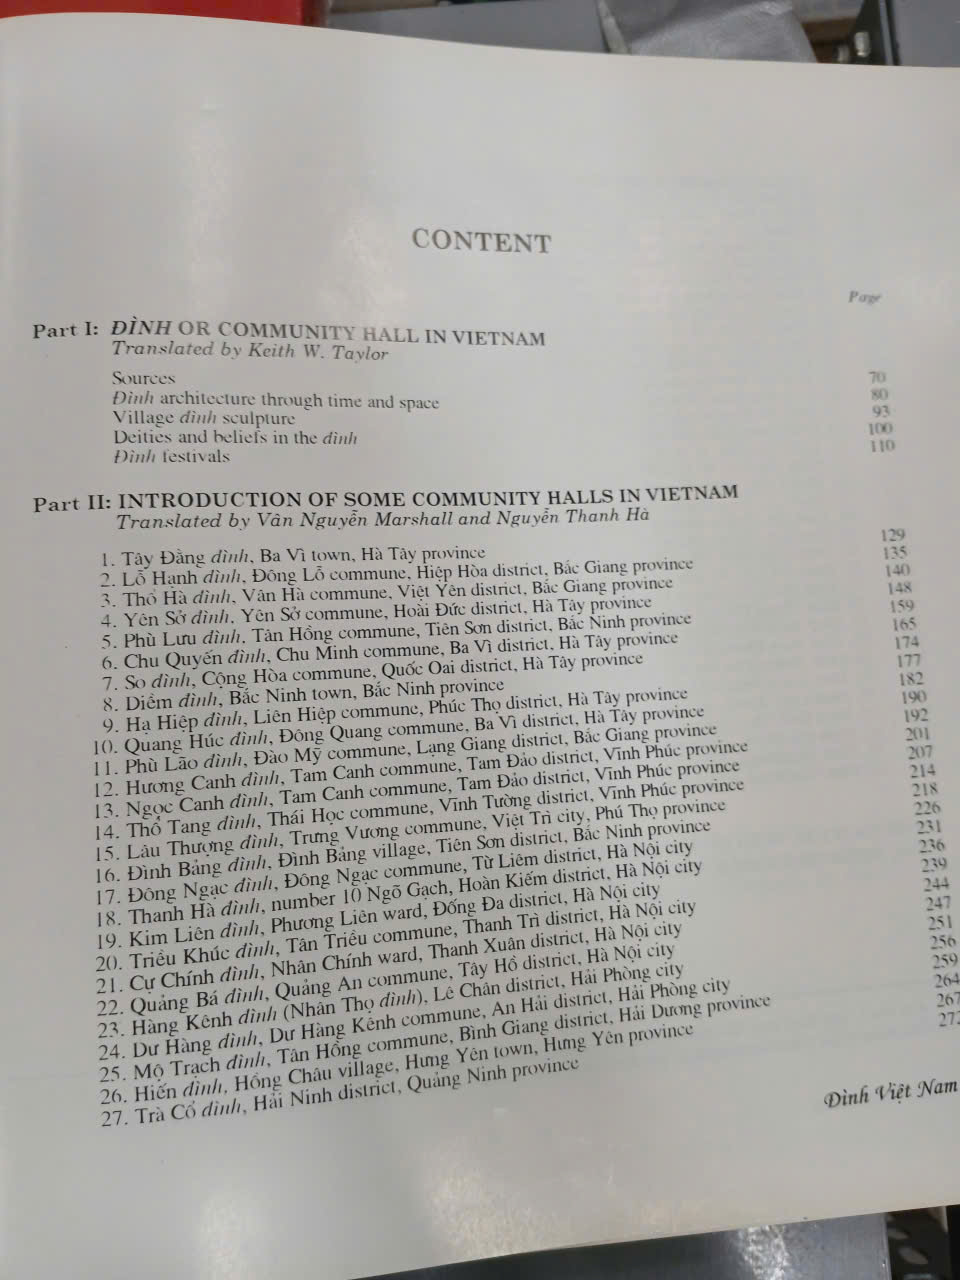 CONTENT
Page
Part I: ĐÌNH OR COMMUNITY HALL IN VIETNAM
Translated by Keith W. Taylor
Sources 70
Đình architecture through time and space 80
Village đình sculpture 93
Deities and beliefs in the đình 100
Đình festivals 110
Part II: INTRODUCTION OF SOME COMMUNITY HALLS IN VIETNAM
Translated by Vân Nguyễn Marshall and Nguyễn Thanh Hà
1. Tây Đằng đình, Ba Vì town, Hà Tây province 129
2. Lỗ Hạnh đình, Đông Lỗ commune, Hiệp Hòa district, Bắc Giang province 135
3. Thổ Hà đình, Vân Hà commune, Việt Yên district, Bắc Giang province 140
4. Yên Sở đình, Yên Sở commune, Hoài Đức district, Hà Tây province 148
5. Phù Lưu đình, Tân Hồng commune, Tiên Sơn district, Bắc Ninh province 159
6. Chu Quyến đình, Chu Minh commune, Ba Vì district, Hà Tây province 165
7. So đình, Cộng Hòa commune, Quốc Oai district, Hà Tây province 174
8. Diềm đình, Bắc Ninh town, Bắc Ninh province 177
9. Hạ Hiệp đình, Liên Hiệp commune, Phúc Thọ district, Hà Tây province 182
10. Quang Húc đình, Đông Quang commune, Ba Vì district, Hà Tây province 190
11. Phù Lão đình, Đào Mỹ commune, Lạng Giang district, Bắc Giang province 192
12. Hương Canh đình, Tam Canh commune, Tam Đảo district, Vĩnh Phúc province 201
13. Ngọc Canh đình, Tam Canh commune, Tam Đảo district, Vĩnh Phúc province 207
14. Thổ Tang đình, Thái Học commune, Vĩnh Tường district, Vĩnh Phúc province 214
15. Lâu Thượng đình, Trưng Vương commune, Việt Trì city, Phú Thọ province 218
16. Đình Bảng đình, Đình Bảng village, Tiên Sơn district, Bắc Ninh province 226
17. Đông Ngạc đình, Đông Ngạc commune, Từ Liêm district, Hà Nội city 231
18. Thanh Hà đình, number 10 Ngõ Gạch, Hoàn Kiếm district, Hà Nội city 236
19. Kim Liên đình, Phương Liên ward, Đống Đa district, Hà Nội city 239
20. Triều Khúc đình, Tân Triều commune, Thanh Trì district, Hà Nội city 244
21. Cự Chính đình, Nhân Chính ward, Thanh Xuân district, Hà Nội city 247
22. Quảng Bá đình, Quảng An commune, Tây Hồ district, Hà Nội city 251
23. Hàng Kênh đình (Nhân Thọ đình), Lê Chân district, Hải Phòng city 256
24. Dư Hàng đình, Dư Hàng Kênh commune, An Hải district, Hải Phòng city 259
25. Mộ Trạch đình, Tân Hồng commune, Bình Giang district, Hải Dương province 264
26. Hiến đình, Hồng Châu village, Hưng Yên town, Hưng Yên province 267
27. Trà Cổ đình, Hải Ninh district, Quảng Ninh province 272
Đình Việt Nam